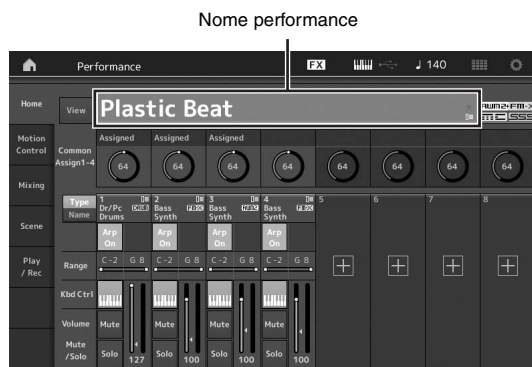 Nome performance
Performance FX 140
Home View Plastic Beat AWM2 FM-X
MC SSS
Motion Control Common Assign1-4 Assigned Assigned Assigned
64 64 64 64 64 64 64 64
Mixing
Type 1 2 3 4 5 6 7 8
Name Dr/Pc Drums Bass Synth Bass Synth Bass Synth
Scene Arp On Arp On Arp On Arp On
Play / Rec Range C -2 G 8 C -2 G 8 C -2 G 8 C -2 G 8
Kbd Ctrl
Volume Mute Mute Mute Mute
Mute /Solo Solo 127 Solo 100 Solo 100 Solo 100